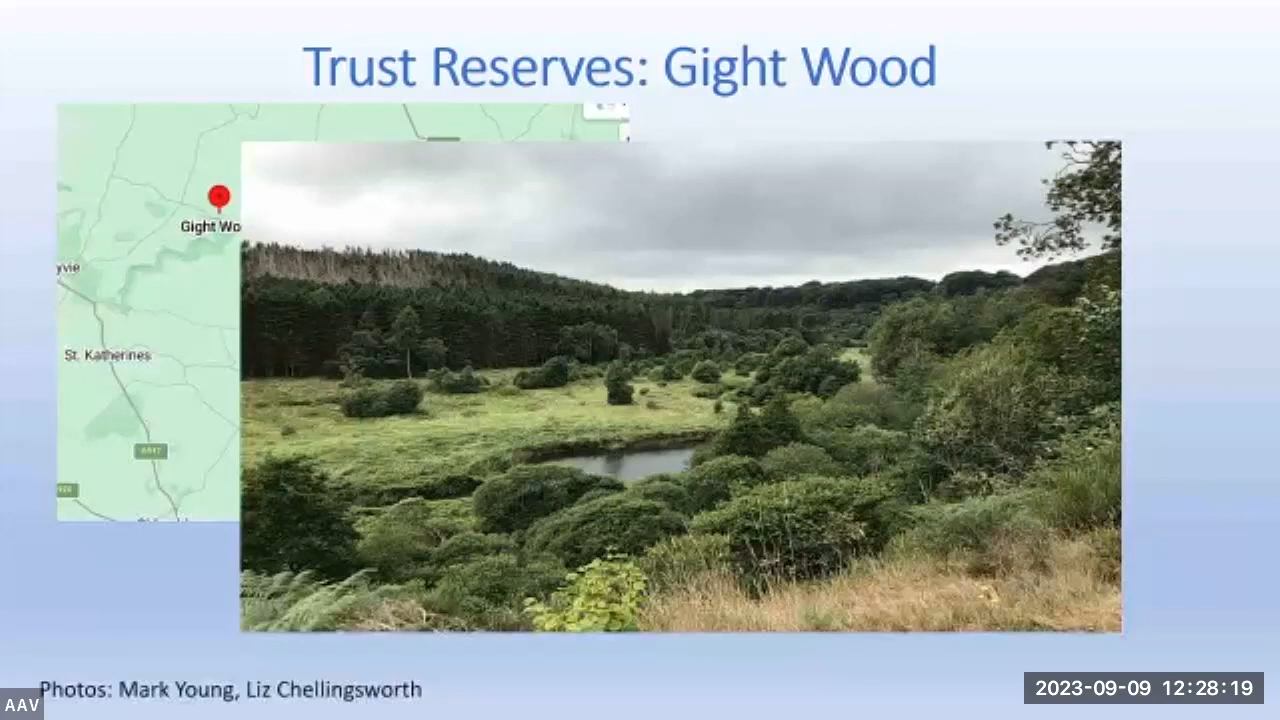 Trust Reserves: Gight Wood
Gight Wo
yvie
St. Katherines
Photos: Mark Young, Liz Chellingsworth
AAV
2023-09-09 12:28:19